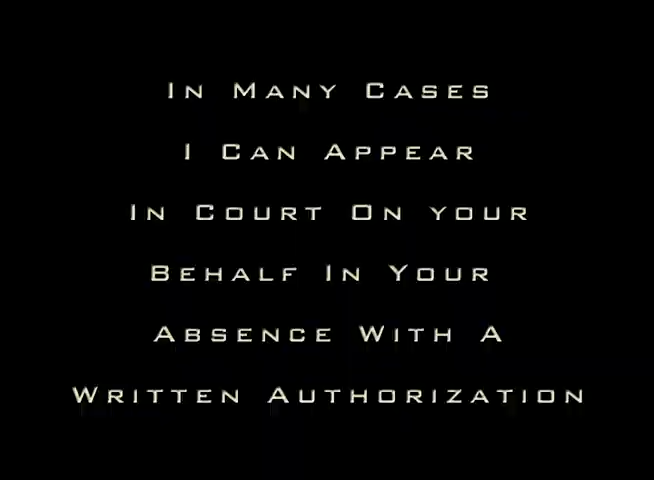 In Many Cases
I Can Appear
In Court On your
Behalf In Your
Absence With A
Written Authorization